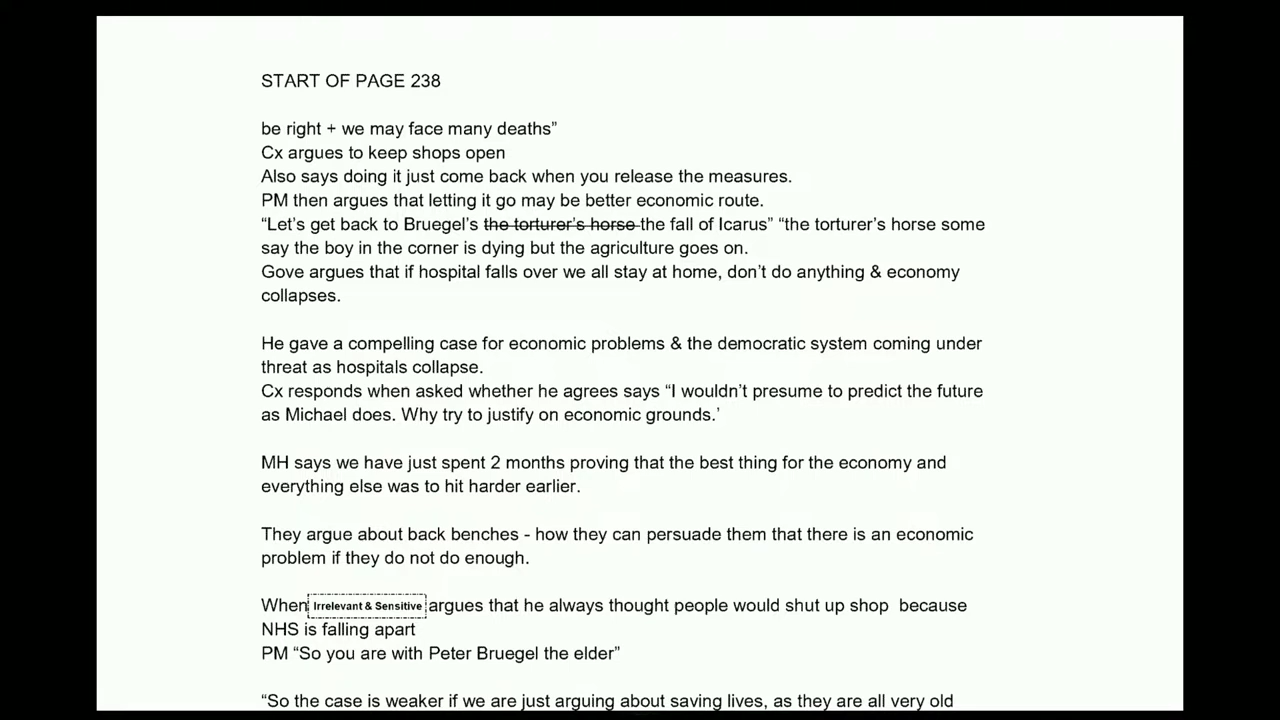 START OF PAGE 238
be right + we may face many deaths”
Cx argues to keep shops open
Also says doing it just come back when you release the measures.
PM then argues that letting it go may be better economic route.
“Let’s get back to Bruegel’s the torturer’s horse the fall of Icarus” “the torturer’s horse some
say the boy in the corner is dying but the agriculture goes on.
Gove argues that if hospital falls over we all stay at home, don’t do anything & economy
collapses.
He gave a compelling case for economic problems & the democratic system coming under
threat as hospitals collapse.
Cx responds when asked whether he agrees says “I wouldn’t presume to predict the future
as Michael does. Why try to justify on economic grounds.’
MH says we have just spent 2 months proving that the best thing for the economy and
everything else was to hit harder earlier.
They argue about back benches - how they can persuade them that there is an economic
problem if they do not do enough.
When Irrelevant & Sensitive argues that he always thought people would shut up shop  because
NHS is falling apart
PM “So you are with Peter Bruegel the elder”
“So the case is weaker if we are just arguing about saving lives, as they are all very old